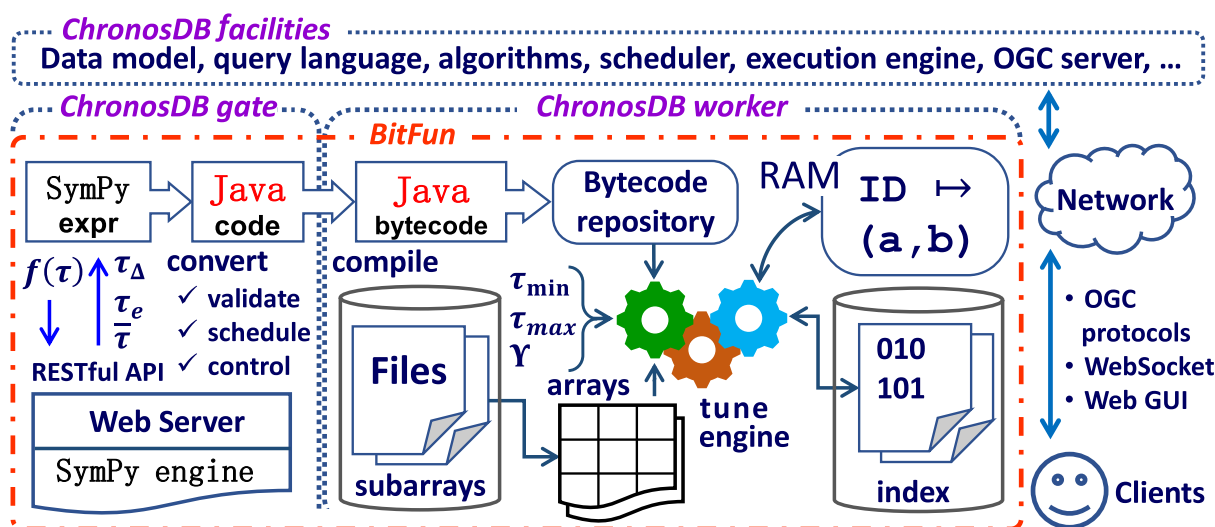 ChronosDB facilities
Data model, query language, algorithms, scheduler, execution engine, OGC server, ...
ChronosDB gate
ChronosDB worker
BitFun
SymPy
expr
Java
code
Java
bytecode
Bytecode
repository
RAM
ID ↦
(a,b)
Network
f(τ)
τΔ
τe
τ̅
convert
✓ validate
✓ schedule
✓ control
compile
RESTful API
Web Server
SymPy engine
Files
subarrays
τmin
τmax
ϒ
arrays
tune
engine
010
101
index
• OGC
protocols
• WebSocket
• Web GUI
Clients